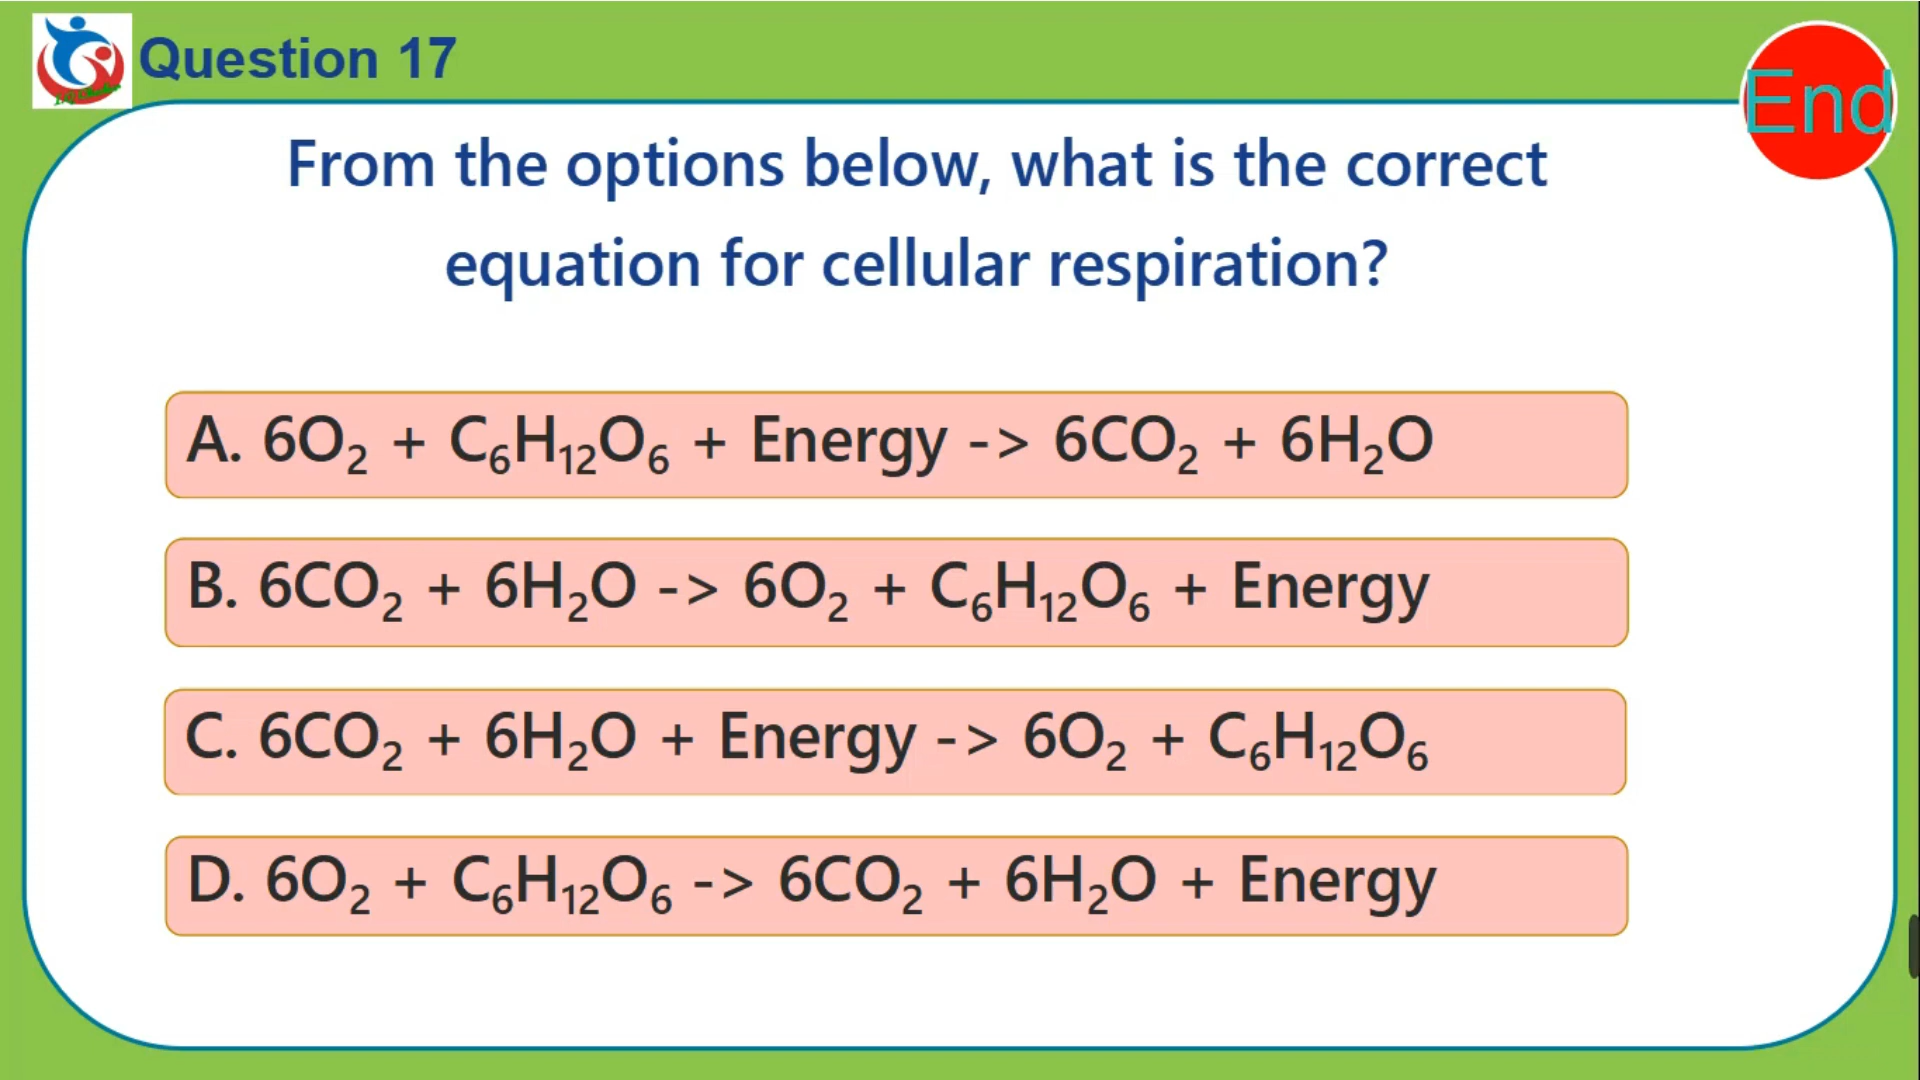 Question 17
End
From the options below, what is the correct
equation for cellular respiration?
A. 6O₂ + C₆H₁₂O₆ + Energy -> 6CO₂ + 6H₂O
B. 6CO₂ + 6H₂O -> 6O₂ + C₆H₁₂O₆ + Energy
C. 6CO₂ + 6H₂O + Energy -> 6O₂ + C₆H₁₂O₆
D. 6O₂ + C₆H₁₂O₆ -> 6CO₂ + 6H₂O + Energy